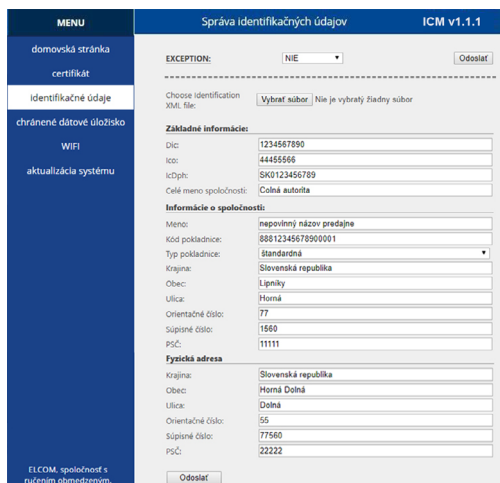 MENU
domovská stránka
certifikát
identifikačné údaje
chránené dátové úložisko
WIFI
aktualizácia systému
ELCOM, spoločnosť s
ručením obmedzeným,
Správa identifikačných údajov ICM v1.1.1
EXCEPTION: NIE Odoslať
Choose identification
XML file: Vybrať súbor Nie je vybratý žiadny súbor
Základné informácie:
Dic: 1234567890
Ico: 44455566
IcDph: SK0123456789
Celé meno spoločnosti: Colná autorita
Informácie o spoločnosti:
Meno: nepovinný názov predajne
Kód pokladnice: 88812345678900001
Typ pokladnice: štandardná
Krajina: Slovenská republika
Obec: Lipníky
Ulica: Horná
Orientačné číslo: 77
Súpisné číslo: 1560
PSČ: 11111
Fyzická adresa
Krajina: Slovenská republika
Obec: Horná Dolná
Ulica: Dolná
Orientačné číslo: 55
Súpisné číslo: 77560
PSČ: 22222
Odoslať